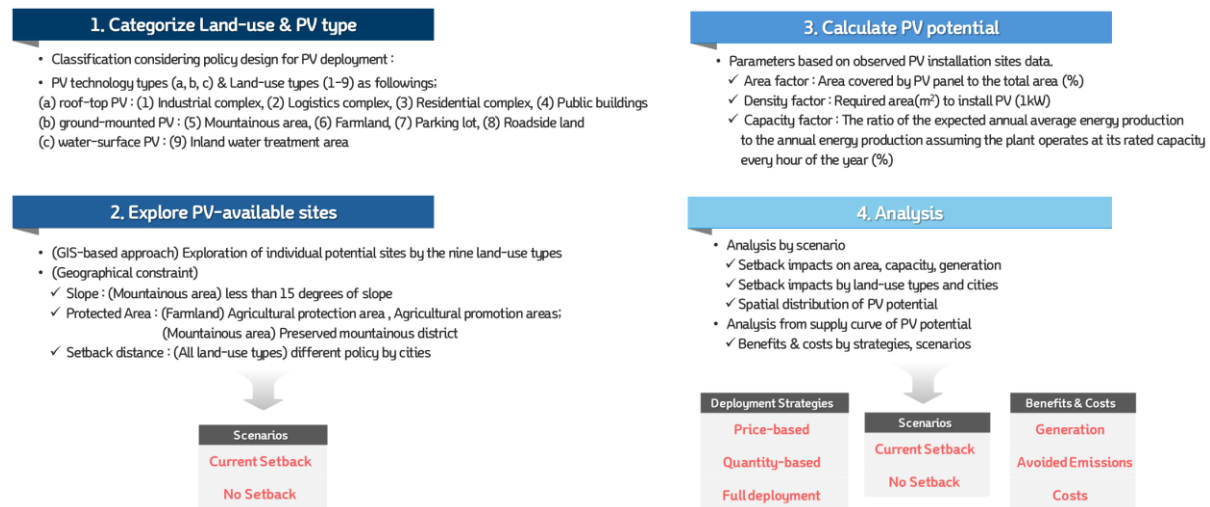 1. Categorize Land-use & PV type
• Classification considering policy design for PV deployment :
• PV technology types (a, b, c) & Land-use types (1-9) as followings;
(a) roof-top PV : (1) Industrial complex, (2) Logistics complex, (3) Residential complex, (4) Public buildings
(b) ground-mounted PV : (5) Mountainous area, (6) Farmland, (7) Parking lot, (8) Roadside land
(c) water-surface PV : (9) Inland water treatment area
2. Explore PV-available sites
• (GIS-based approach) Exploration of individual potential sites by the nine land-use types
• (Geographical constraint)
✓ Slope : (Mountainous area) less than 15 degrees of slope
✓ Protected Area : (Farmland) Agricultural protection area , Agricultural promotion areas;
(Mountainous area) Preserved mountainous district
✓ Setback distance : (All land-use types) different policy by cities
Scenarios
Current Setback
No Setback
3. Calculate PV potential
• Parameters based on observed PV installation sites data.
✓ Area factor : Area covered by PV panel to the total area (%)
✓ Density factor : Required area(m²) to install PV (1kW)
✓ Capacity factor : The ratio of the expected annual average energy production
to the annual energy production assuming the plant operates at its rated capacity
every hour of the year (%)
4. Analysis
• Analysis by scenario
✓ Setback impacts on area, capacity, generation
✓ Setback impacts by land-use types and cities
✓ Spatial distribution of PV potential
• Analysis from supply curve of PV potential
✓ Benefits & costs by strategies, scenarios
Deployment Strategies
Price-based
Quantity-based
Full deployment
Scenarios
Current Setback
No Setback
Benefits & Costs
Generation
Avoided Emissions
Costs